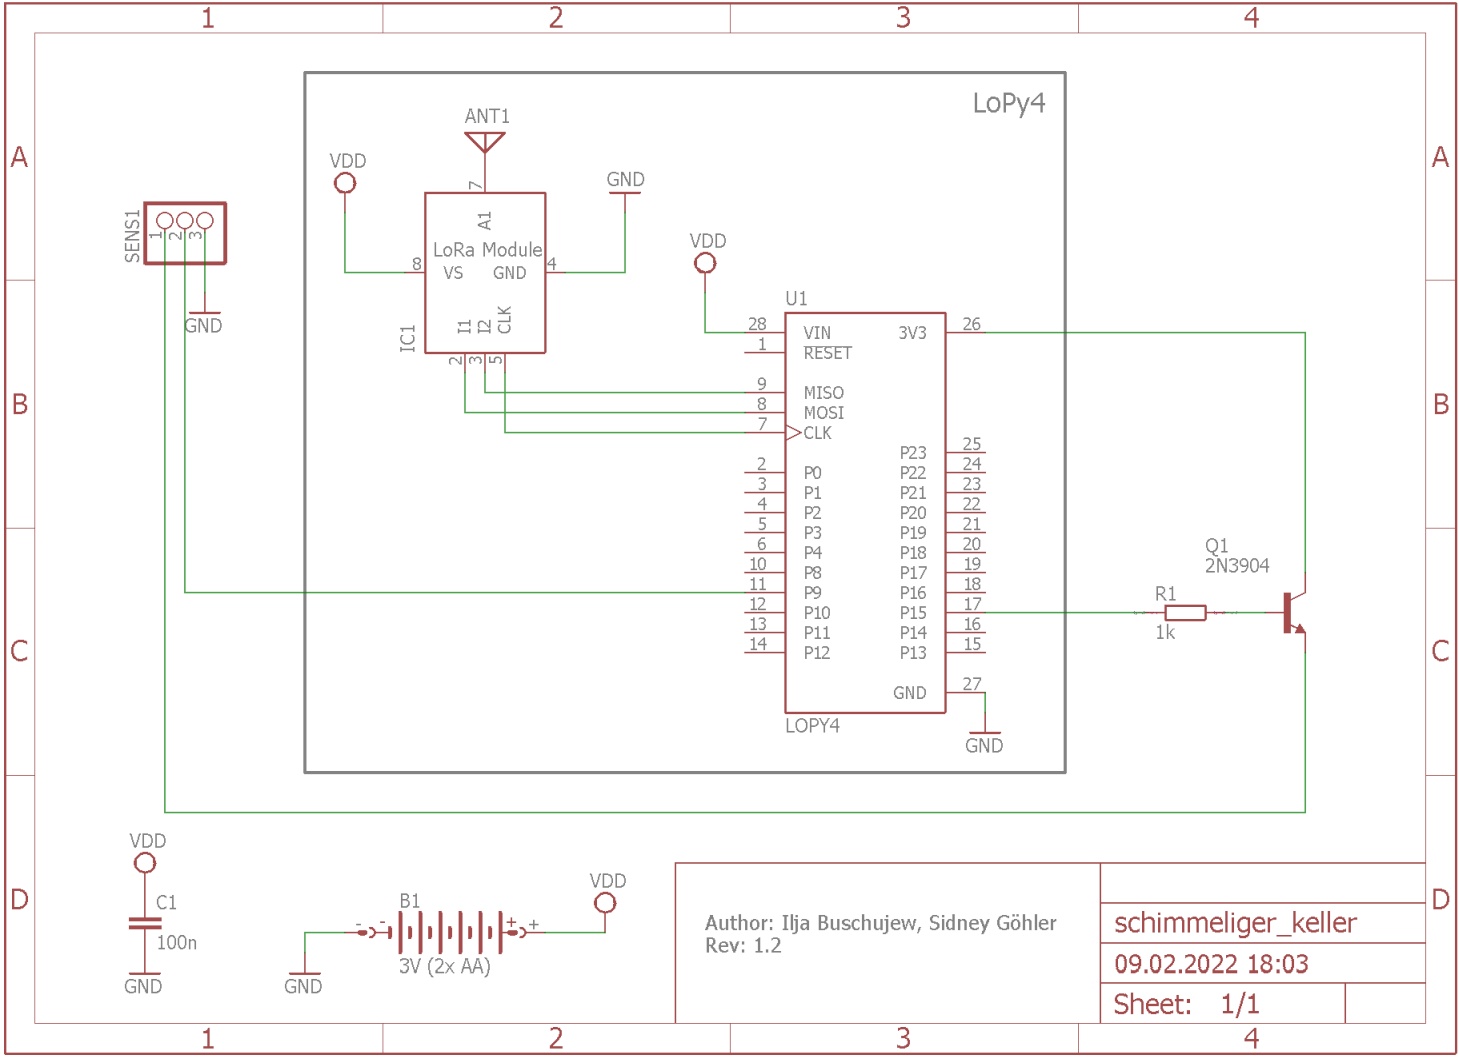 1 2 3 4
A A
B B
C C
D D
LoPy4
ANT1
VDD
GND
7
A1
LoRa Module
8 VS GND 4
I1 I2 CLK
2 3 5
IC1
SENS1
1 2 3
GND
VDD
U1
28 VIN 3V3 26
1 RESET
9 MISO
8 MOSI
7 CLK
P23 25
2 P0 P22 24
3 P1 P21 23
4 P2 P20 22
5 P3 P19 21
6 P4 P18 20
10 P8 P17 19
11 P9 P16 18
12 P10 P15 17
13 P11 P14 16
14 P12 P13 15
GND 27
LOPY4
GND
Q1
2N3904
R1
1k
VDD
C1
100n
GND
B1
- - + +
3V (2x AA)
GND
VDD
Author: Ilja Buschujew, Sidney Göhler
Rev: 1.2
schimmeliger_keller
09.02.2022 18:03
Sheet: 1/1
1 2 3 4